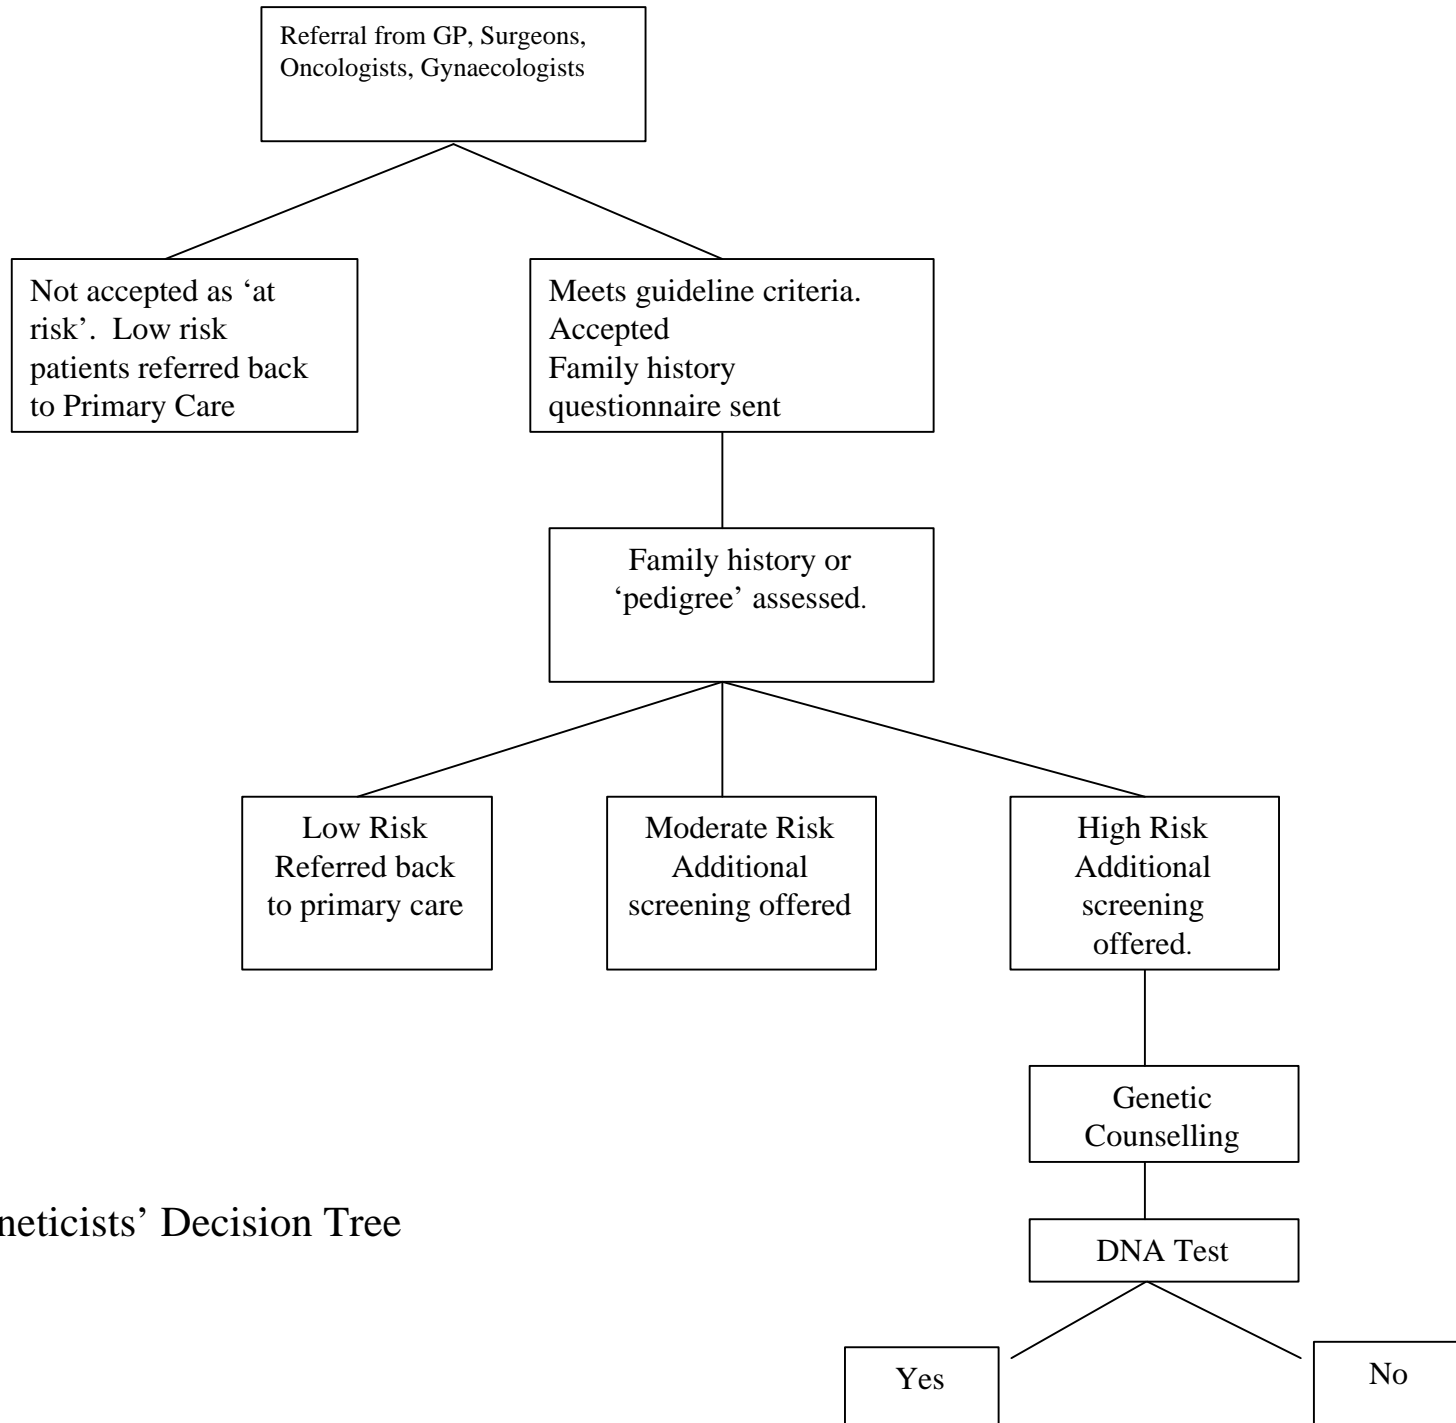 Referral from GP, Surgeons,
Oncologists, Gynaecologists
Not accepted as ‘at
risk’.  Low risk
patients referred back
to Primary Care
Meets guideline criteria.
Accepted
Family history
questionnaire sent
Family history or
‘pedigree’ assessed.
Low Risk
Referred back
to primary care
Moderate Risk
Additional
screening offered
High Risk
Additional
screening
offered.
Genetic
Counselling
neticists’ Decision Tree
DNA Test
Yes
No